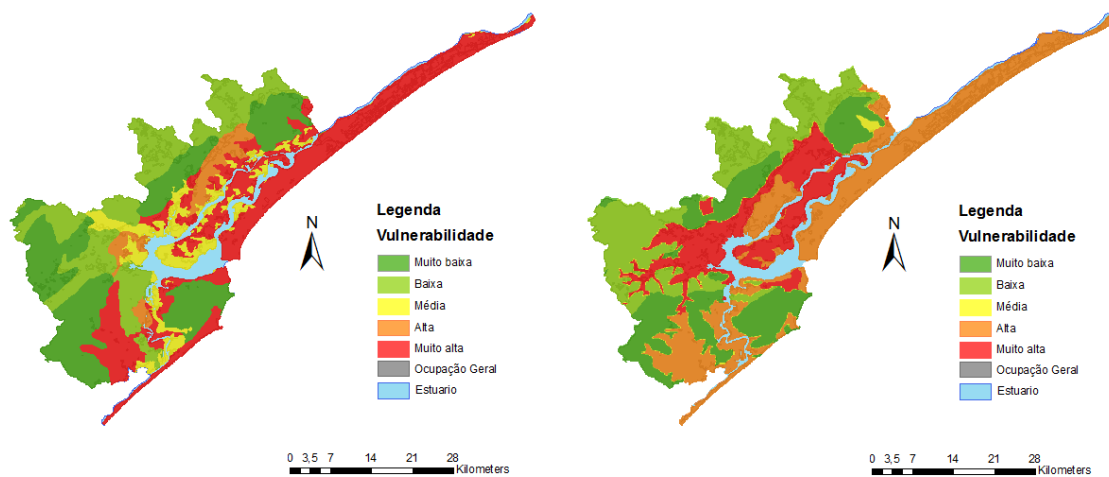 N
Legenda
Vulnerabilidade
Muito baixa
Baixa
Média
Alta
Muito alta
Ocupação Geral
Estuario
0 3,5 7 14 21 28
Kilometers
N
Legenda
Vulnerabilidade
Muito baixa
Baixa
Média
Alta
Muito alta
Ocupação Geral
Estuario
0 3,5 7 14 21 28
Kilometers